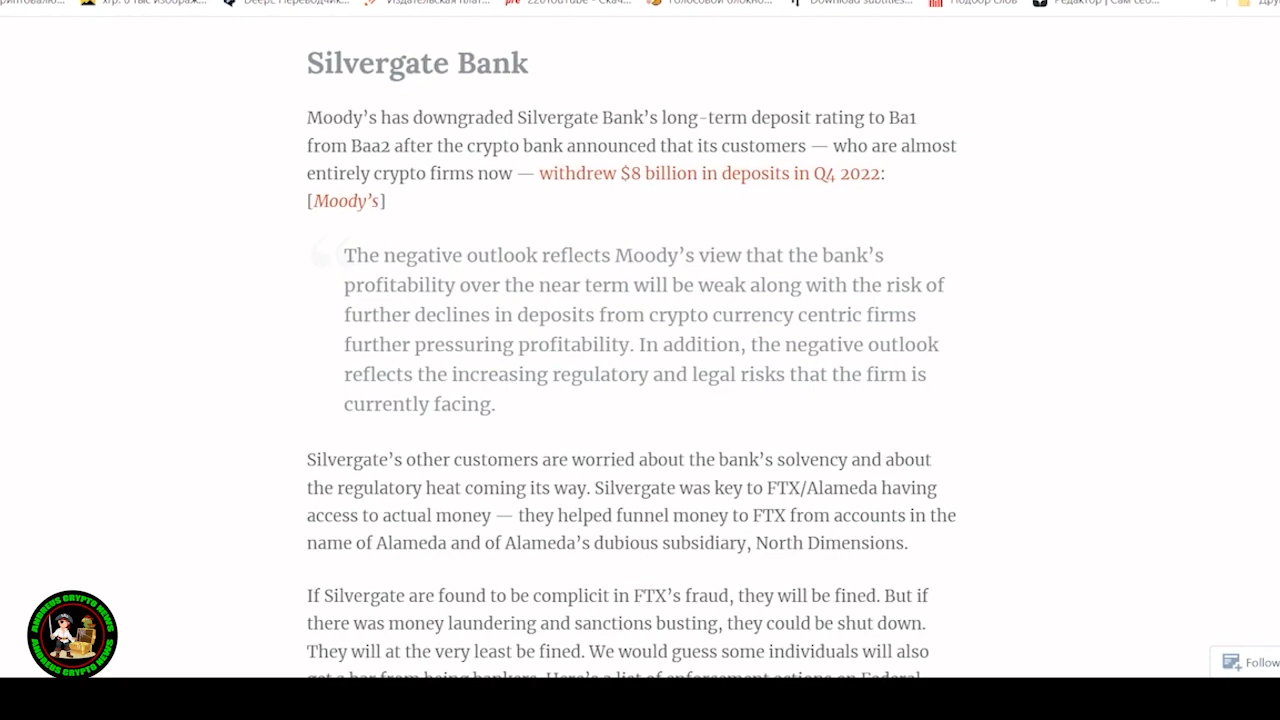 Silvergate Bank
Moody’s has downgraded Silvergate Bank’s long-term deposit rating to Ba1
from Baa2 after the crypto bank announced that its customers — who are almost
entirely crypto firms now — withdrew $8 billion in deposits in Q4 2022:
[Moody’s]
“
The negative outlook reflects Moody’s view that the bank’s
profitability over the near term will be weak along with the risk of
further declines in deposits from crypto currency centric firms
further pressuring profitability. In addition, the negative outlook
reflects the increasing regulatory and legal risks that the firm is
currently facing.
Silvergate’s other customers are worried about the bank’s solvency and about
the regulatory heat coming its way. Silvergate was key to FTX/Alameda having
access to actual money — they helped funnel money to FTX from accounts in the
name of Alameda and of Alameda’s dubious subsidiary, North Dimensions.
If Silvergate are found to be complicit in FTX’s fraud, they will be fined. But if
there was money laundering and sanctions busting, they could be shut down.
They will at the very least be fined. We would guess some individuals will also
ANDREUS CRYPTO NEWS
ANDREUS CRYPTO NEWS
Follow